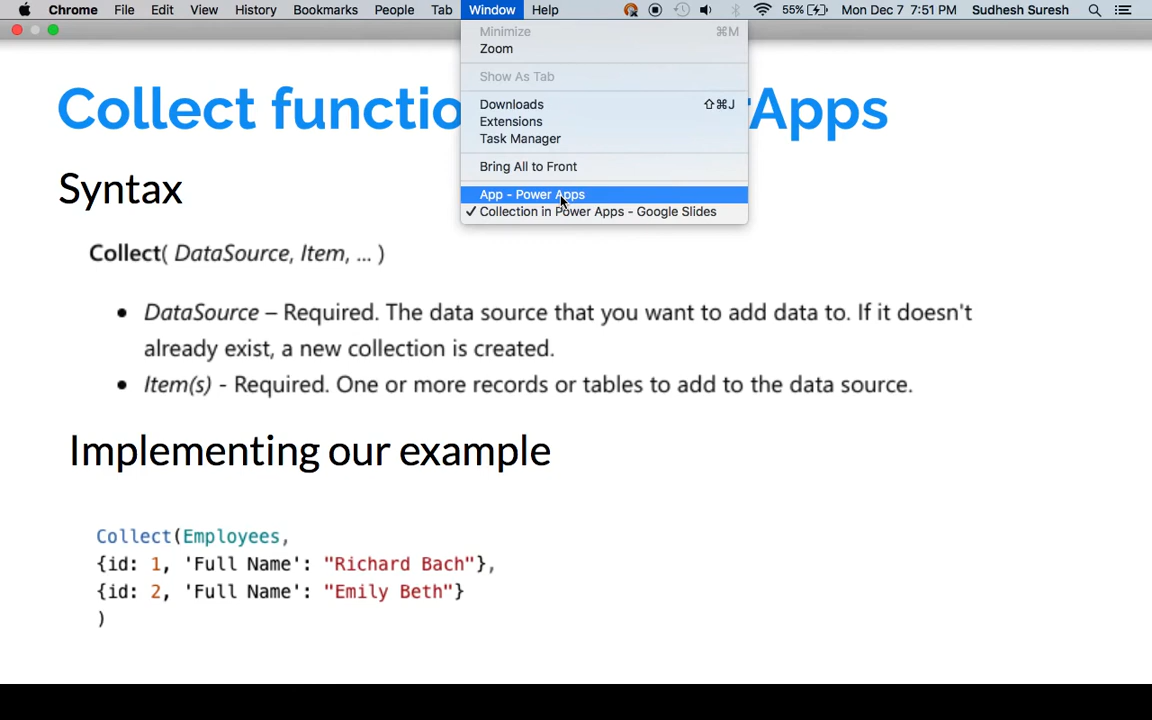 Chrome File Edit View History Bookmarks People Tab Window Help 55% Mon Dec 7 7:51 PM Sudhesh Suresh
Minimize ⌘M
Zoom
Show As Tab
Downloads ⇧⌘J
Extensions
Task Manager
Bring All to Front
App - Power Apps
✓ Collection in Power Apps - Google Slides
Collect functio rApps
Syntax
Collect( DataSource, Item, ... )
• DataSource – Required. The data source that you want to add data to. If it doesn't
already exist, a new collection is created.
• Item(s) - Required. One or more records or tables to add to the data source.
Implementing our example
Collect(Employees,
{id: 1, 'Full Name': "Richard Bach"},
{id: 2, 'Full Name': "Emily Beth"}
)